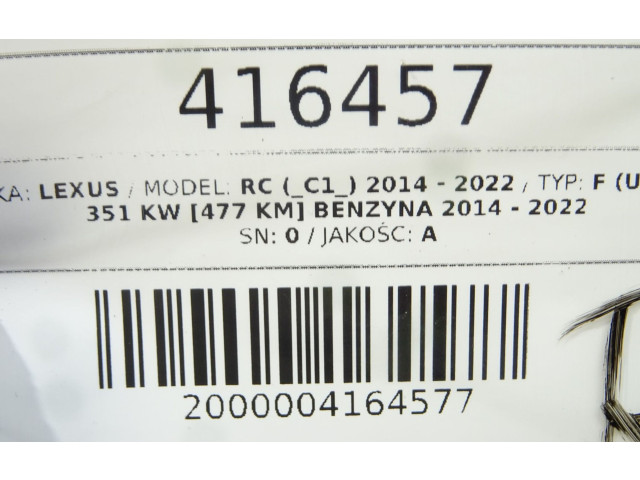 416457
KA: LEXUS / MODEL: RC (_C1_) 2014 - 2022 / TYP: F (U
351 KW [477 KM] BENZYNA 2014 - 2022
SN: 0 / JAKOŚC: A
2000004164577